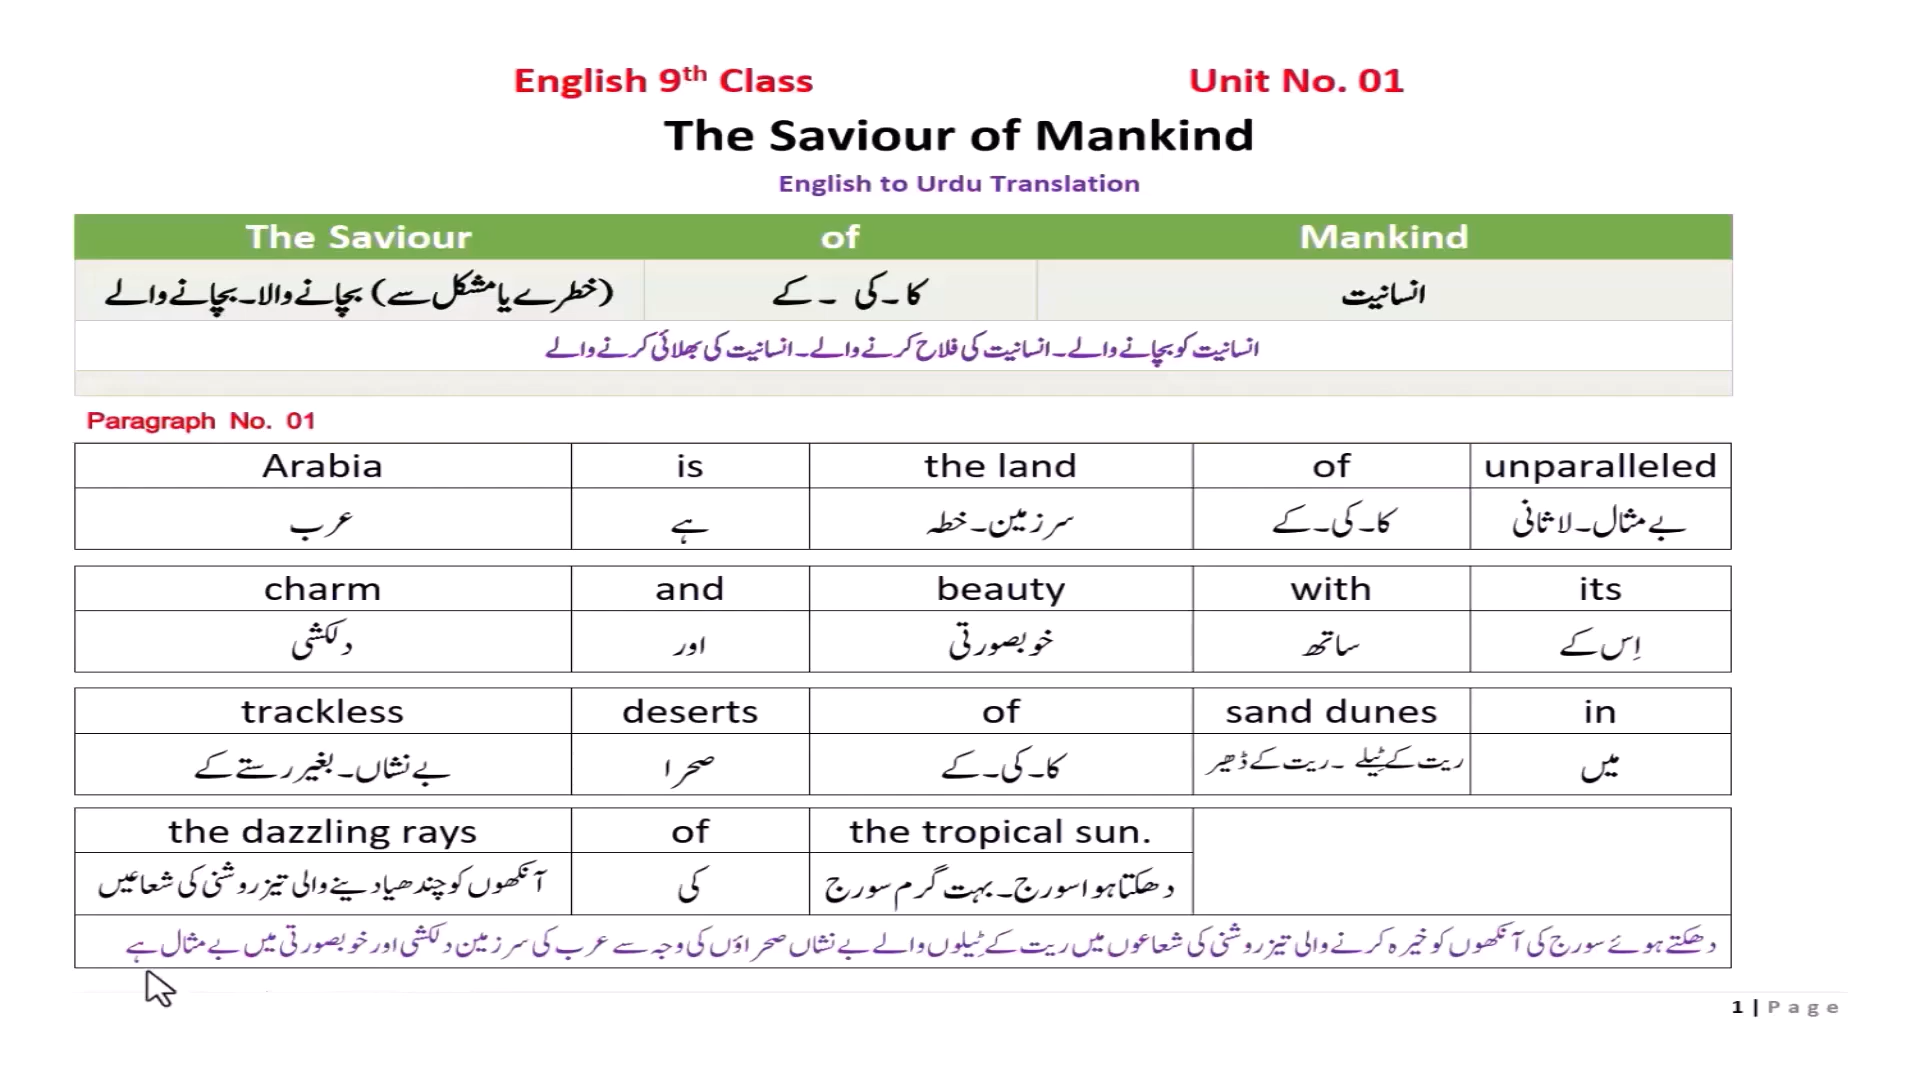 English 9th Class Unit No. 01
The Saviour of Mankind
English to Urdu Translation
The Saviour of Mankind
(خطرے یا مشکل سے) بچانے والا۔بچانے والے کا۔کی ۔ کے انسانیت
انسانیت کو بچانے والے۔انسانیت کی فلاح کرنے والے۔انسانیت کی بھلائی کرنے والے
Paragraph No. 01
Arabia is the land of unparalleled
عرب ہے سرزمین۔خطہ کا۔کی۔کے بے مثال۔لاثانی
charm and beauty with its
دلکشی اور خوبصورتی ساتھ اِس کے
trackless deserts of sand dunes in
بے نشاں۔بغیر رستے کے صحرا کا۔کی۔کے ریت کے ٹیلے ۔ریت کے ڈھیر میں
the dazzling rays of the tropical sun.
آنکھوں کو چندھیا دینے والی تیز روشنی کی شعاعیں کی دھکتا ہوا سورج۔بہت گرم سورج
دھکتے ہوئے سورج کی آنکھوں کو خیرہ کرنے والی تیز روشنی کی شعاعوں میں ریت کے ٹیلوں والے بے نشاں صحراؤں کی وجہ سے عرب کی سرزمین دلکشی اور خوبصورتی میں بے مثال ہے
1 | Page